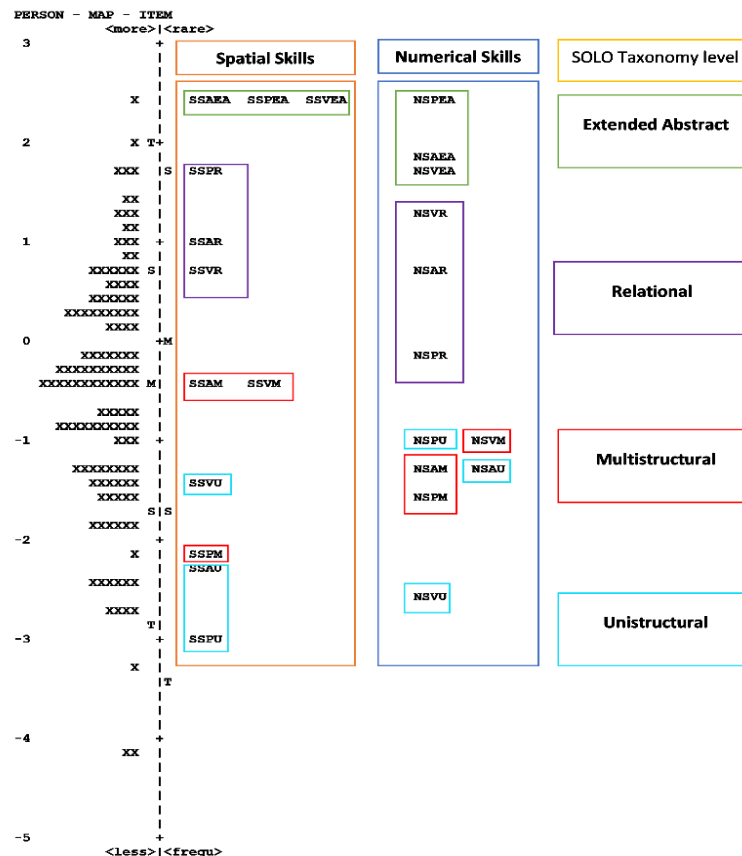 PERSON - MAP - ITEM
<more>|<rare>
3 + Spatial Skills Numerical Skills SOLO Taxonomy level
X | SSAEA SSPEA SSVEA NSPEA
Extended Abstract
2 X T+
| NSAEA
XXX |S SSPR NSVEA
XX |
XXX | NSVR
XX |
1 XXX + SSAR
XX |
XXXXXX S| SSVR NSAR
XXXX | Relational
XXXXXX |
XXXXXXXXX |
XXXX |
0 +M
XXXXXXX | NSPR
XXXXXXXXXX |
XXXXXXXXXXXX M| SSAM SSVM
XXXXX |
XXXXXXXXXX |
-1 XXX + NSPU NSVM
Multistructural
XXXXXXXX | NSAM NSAU
XXXXXX | SSVU
XXXXX | NSPM
S|S
XXXXXX |
-2 +
X | SSPM
| SSAU
XXXXXX |
| NSVU
XXXX |
T| Unistructural
-3 + SSPU
X |
|T
-4 +
XX |
-5 +
<less>|<frequ>